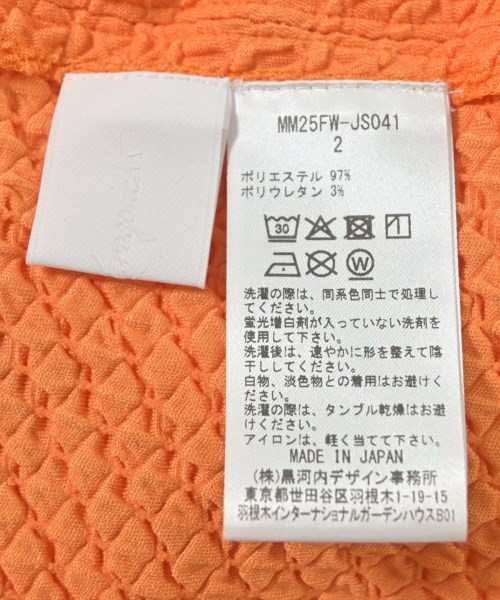 MM25FW-JS041
2
ポリエステル 97%
ポリウレタン 3%
30
W
洗濯の際は、同系色同士で処理し
てください。
蛍光増白剤が入っていない洗剤を
使用して下さい。
洗濯後は、速やかに形を整えて陰
干ししてください。
白物、淡色物との着用はお避けく
ださい。
洗濯の際は、タンブル乾燥はお避け
ください。
アイロンは、軽く当てて下さい。
MADE IN JAPAN
(株)黒河内デザイン事務所
東京都世田谷区羽根木1-19-15
羽根木インターナショナルガーデンハウスB01